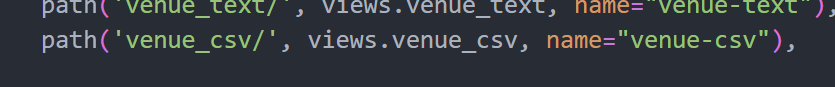 path('venue_text/', views.venue_text, name="venue-text"),
path('venue_csv/', views.venue_csv, name="venue-csv"),